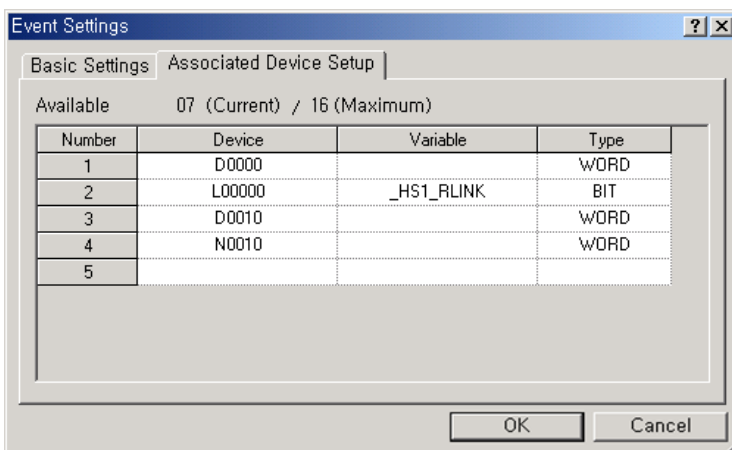 Event Settings
Basic Settings Associated Device Setup
Available 07 (Current) / 16 (Maximum)
Number Device Variable Type
1 D0000 WORD
2 L00000 _HS1_RLINK BIT
3 D0010 WORD
4 N0010 WORD
5
OK Cancel